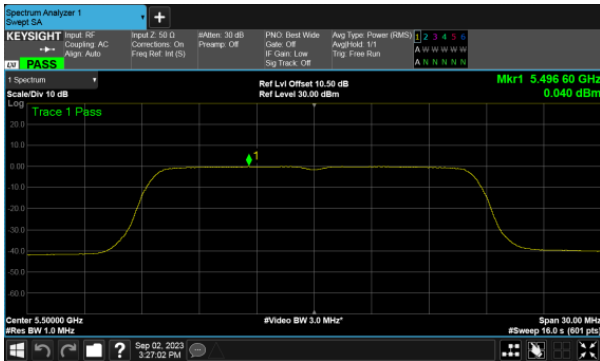 Spectrum Analyzer 1
Swept SA
KEYSIGHT
Input: RF
Coupling: AC
Align: Auto
Input Z: 50 Ω
Corrections: On
Freq Ref: Int (S)
#Atten: 30 dB
Preamp: Off
PNO: Best Wide
Gate: Off
IF Gain: Low
Sig Track: Off
Avg Type: Power (RMS)
Avg|Hold: 1/1
Trig: Free Run
1 2 3 4 5 6
A W W W W W
A N N N N N
LXI PASS
1 Spectrum
Scale/Div 10 dB
Ref Lvl Offset 10.50 dB
Ref Level 30.00 dBm
Mkr1 5.496 60 GHz
0.040 dBm
Log
Trace 1 Pass
20.0
10.0
0.00
-10.0
-20.0
-30.0
-40.0
-50.0
-60.0
1
Center 5.50000 GHz
#Res BW 1.0 MHz
#Video BW 3.0 MHz*
Span 30.00 MHz
#Sweep 16.0 s (601 pts)
Sep 02, 2023
3:27:02 PM